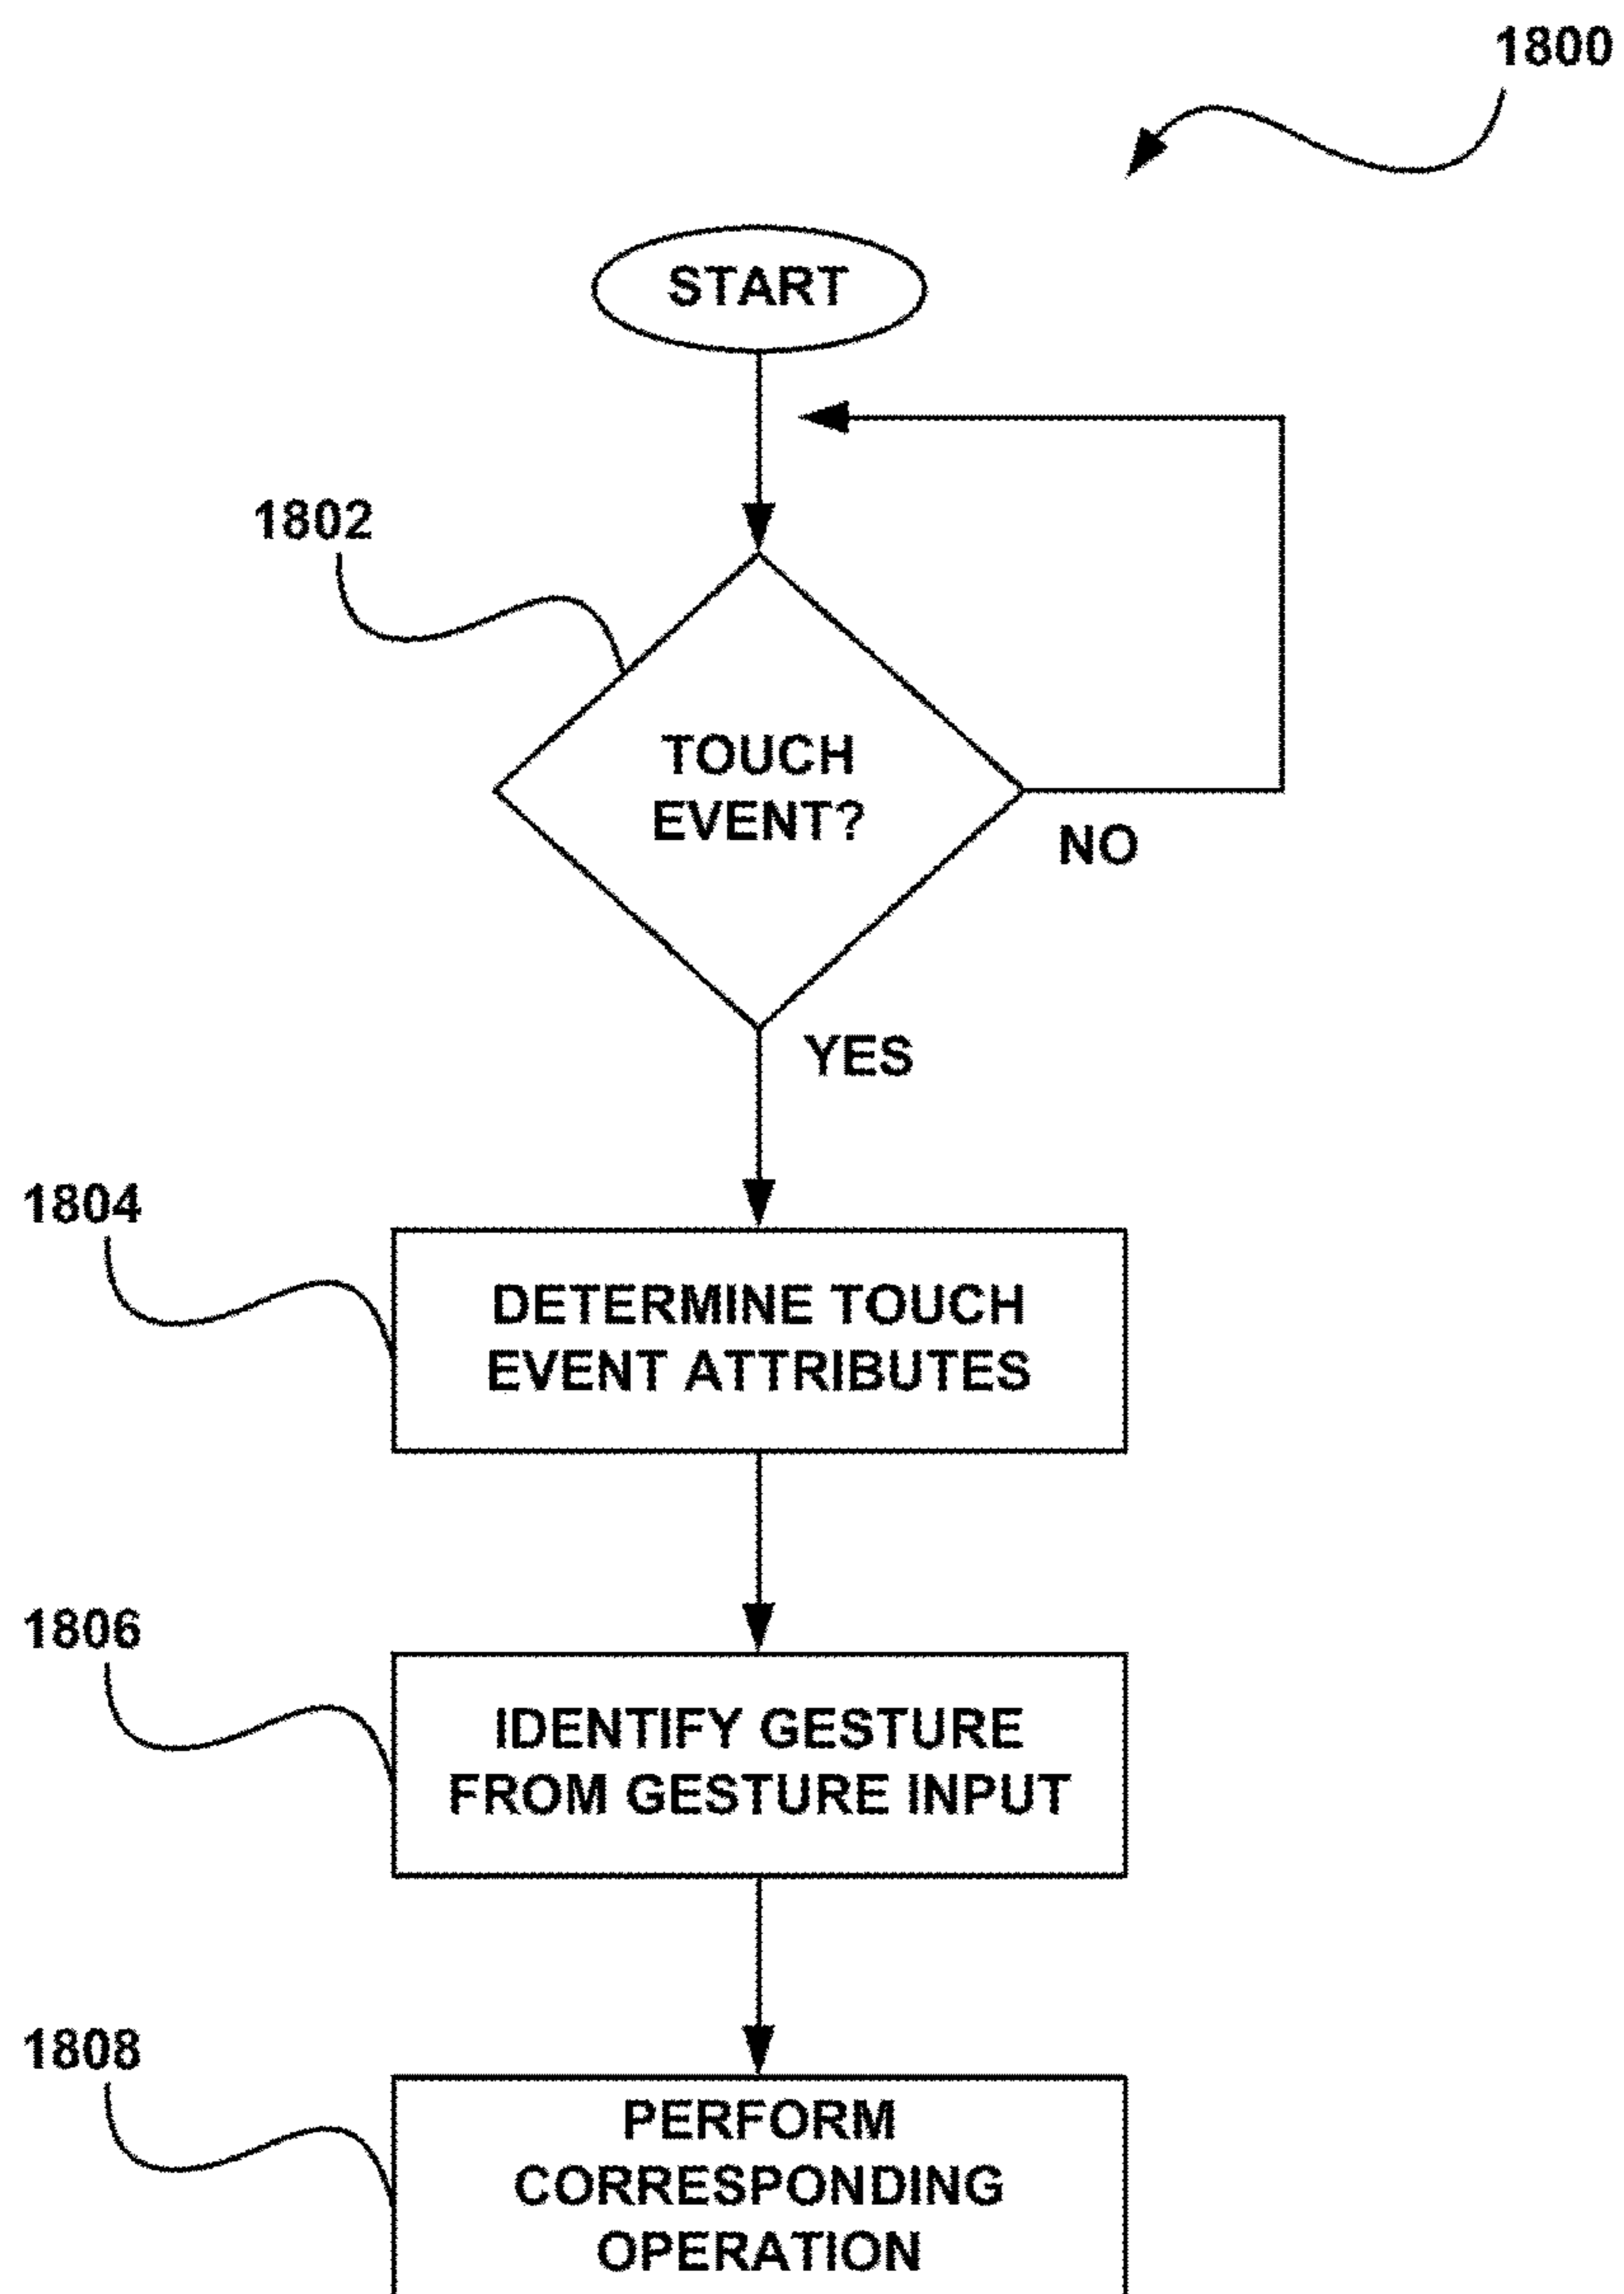 1800
START
1802
TOUCH
EVENT?
NO
YES
1804
DETERMINE TOUCH
EVENT ATTRIBUTES
1806
IDENTIFY GESTURE
FROM GESTURE INPUT
1808
PERFORM
CORRESPONDING
OPERATION